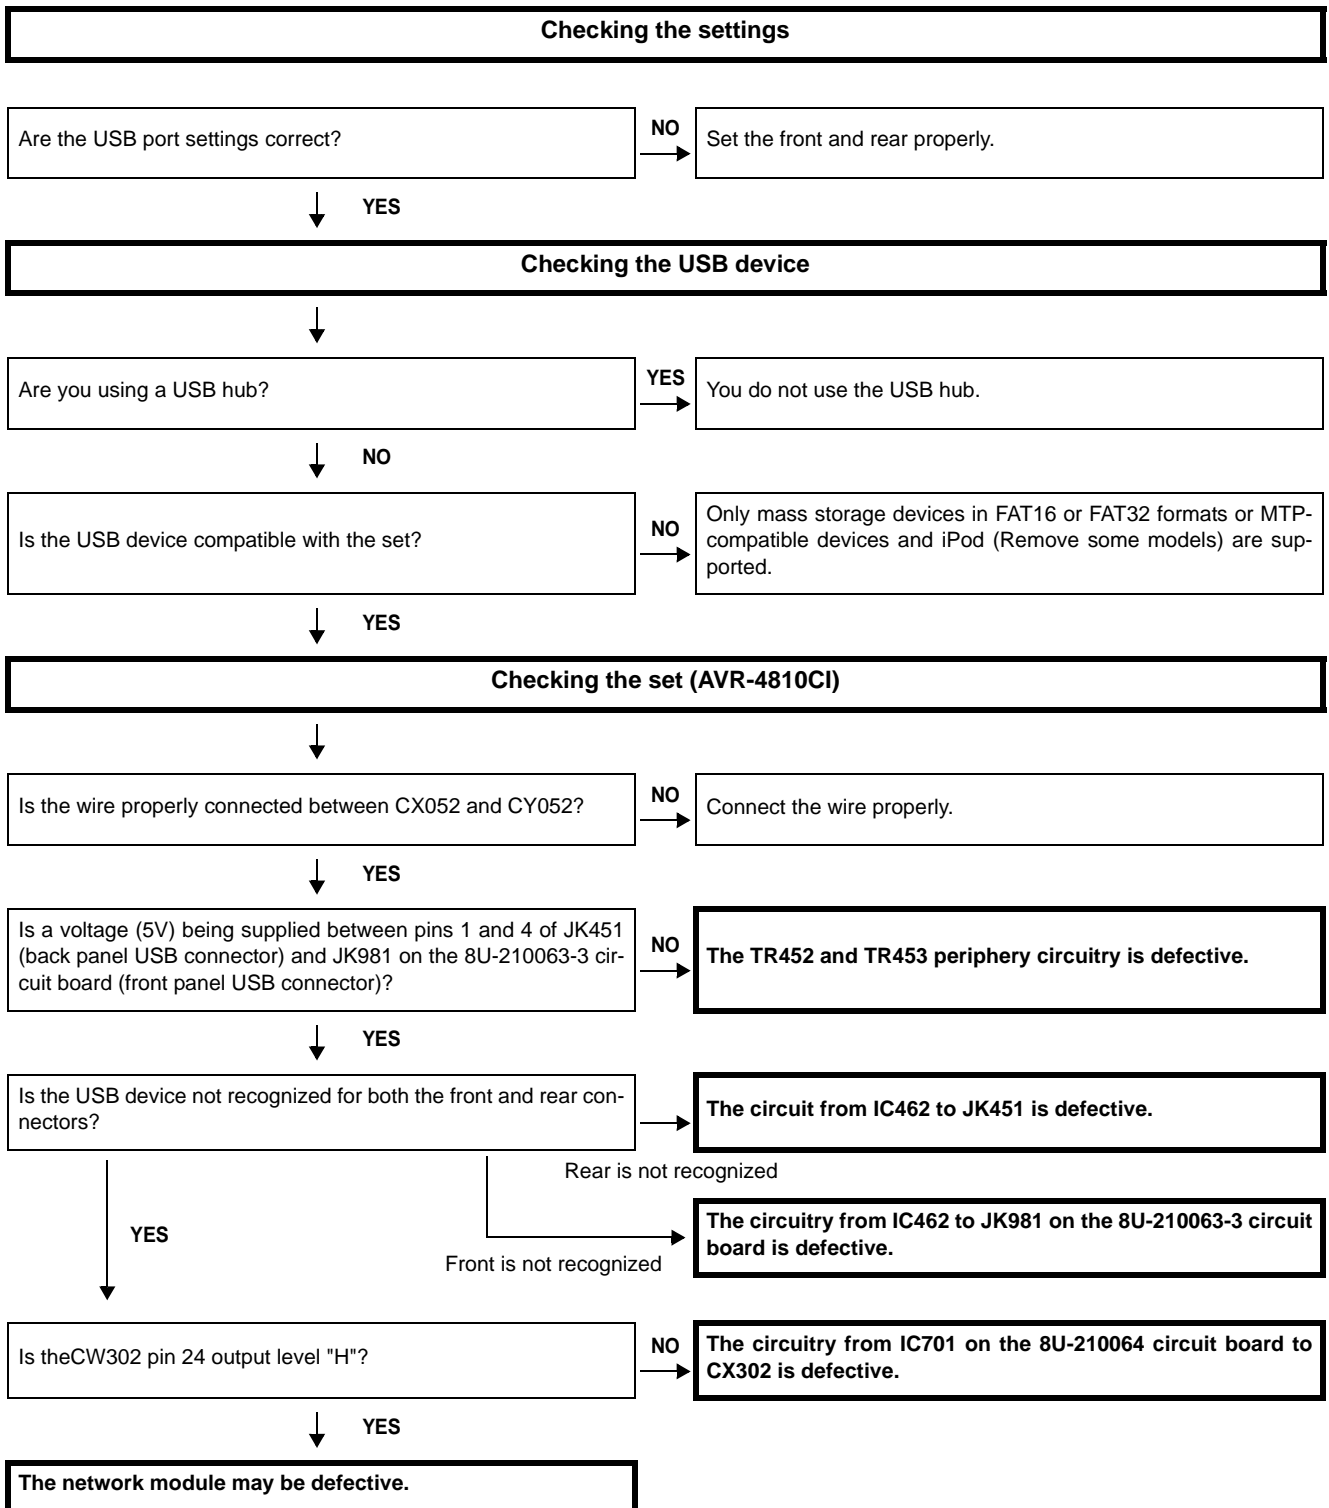 Checking the settings
Are the USB port settings correct?
NO
Set the front and rear properly.
YES
Checking the USB device
Are you using a USB hub?
YES
You do not use the USB hub.
NO
Is the USB device compatible with the set?
NO
Only mass storage devices in FAT16 or FAT32 formats or MTP-
compatible devices and iPod (Remove some models) are sup-
ported.
YES
Checking the set (AVR-4810CI)
Is the wire properly connected between CX052 and CY052?
NO
Connect the wire properly.
YES
Is a voltage (5V) being supplied between pins 1 and 4 of JK451
(back panel USB connector) and JK981 on the 8U-210063-3 cir-
cuit board (front panel USB connector)?
NO
The TR452 and TR453 periphery circuitry is defective.
YES
Is the USB device not recognized for both the front and rear con-
nectors?
The circuit from IC462 to JK451 is defective.
Rear is not recognized
YES
The circuitry from IC462 to JK981 on the 8U-210063-3 circuit
board is defective.
Front is not recognized
Is theCW302 pin 24 output level "H"?
NO
The circuitry from IC701 on the 8U-210064 circuit board to
CX302 is defective.
YES
The network module may be defective.